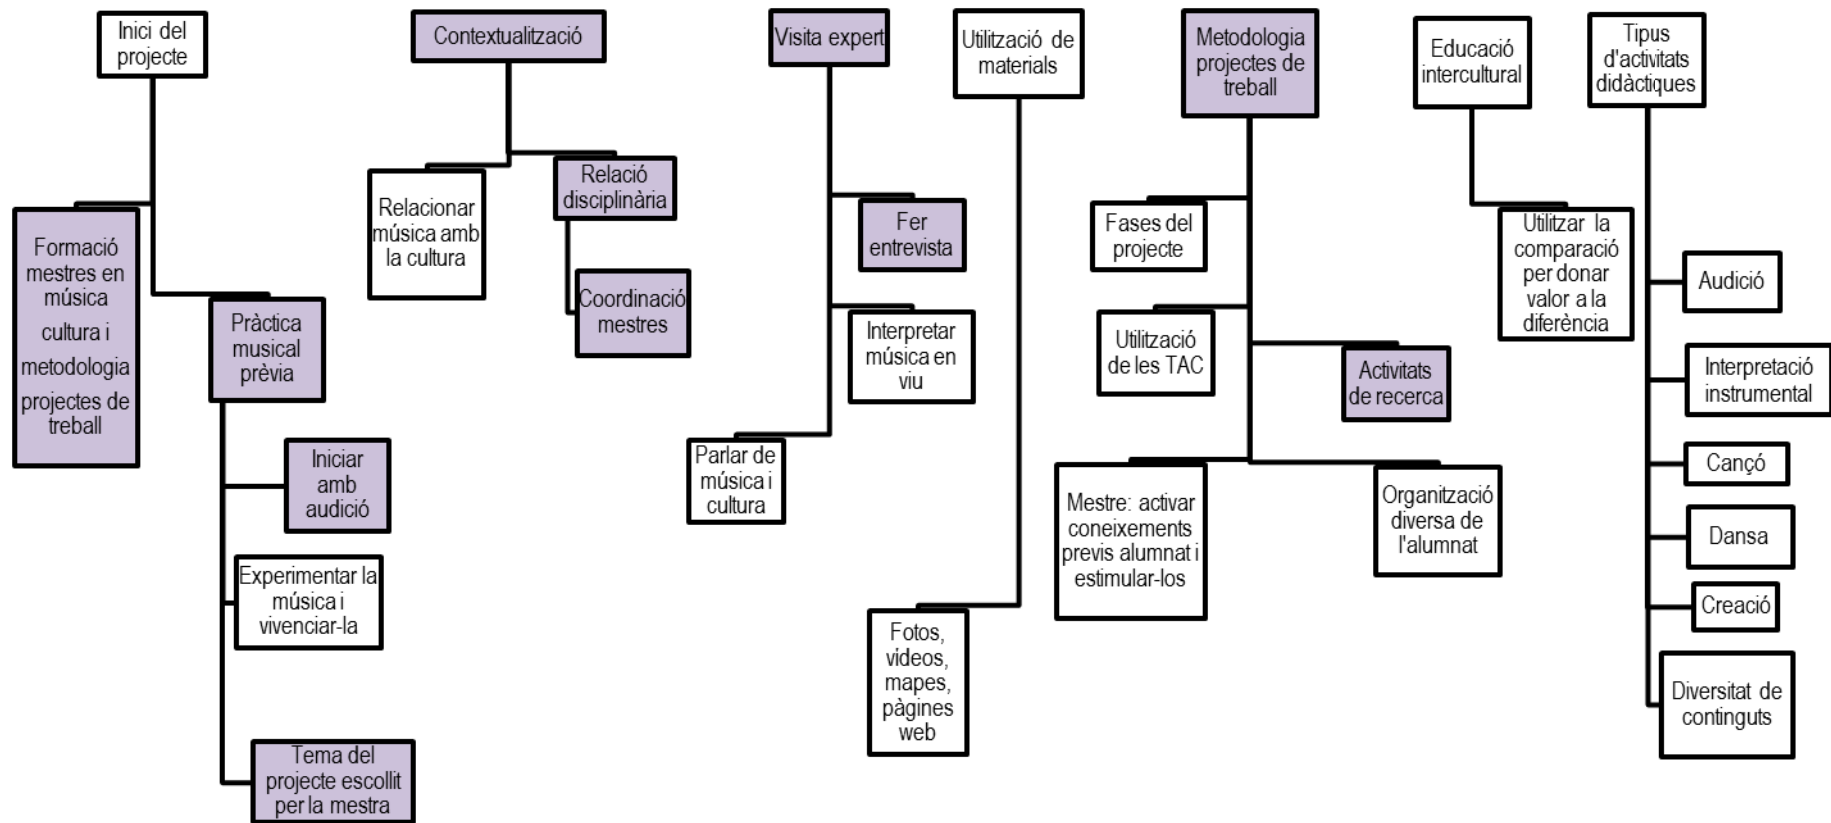 Inici del
projecte
Contextualització
Visita expert
Utilització de
materials
Metodologia
projectes de
treball
Educació
intercultural
Tipus
d'activitats
didàctiques
Formació
mestres en
música
cultura i
metodologia
projectes de
treball
Pràctica
musical
prèvia
Iniciar
amb
audició
Experimentar la
música i
vivenciar-la
Tema del
projecte escollit
per la mestra
Relacionar
música amb
la cultura
Relació
disciplinària
Coordinació
mestres
Fer
entrevista
Interpretar
música en
viu
Parlar de
música i
cultura
Fotos,
vídeos,
mapes,
pàgines
web
Fases del
projecte
Utilització
de les TAC
Activitats
de recerca
Mestre: activar
coneixements
previs alumnat i
estimular-los
Organització
diversa de
l'alumnat
Utilitzar la
comparació
per donar
valor a la
diferència
Audició
Interpretació
instrumental
Cançó
Dansa
Creació
Diversitat de
continguts